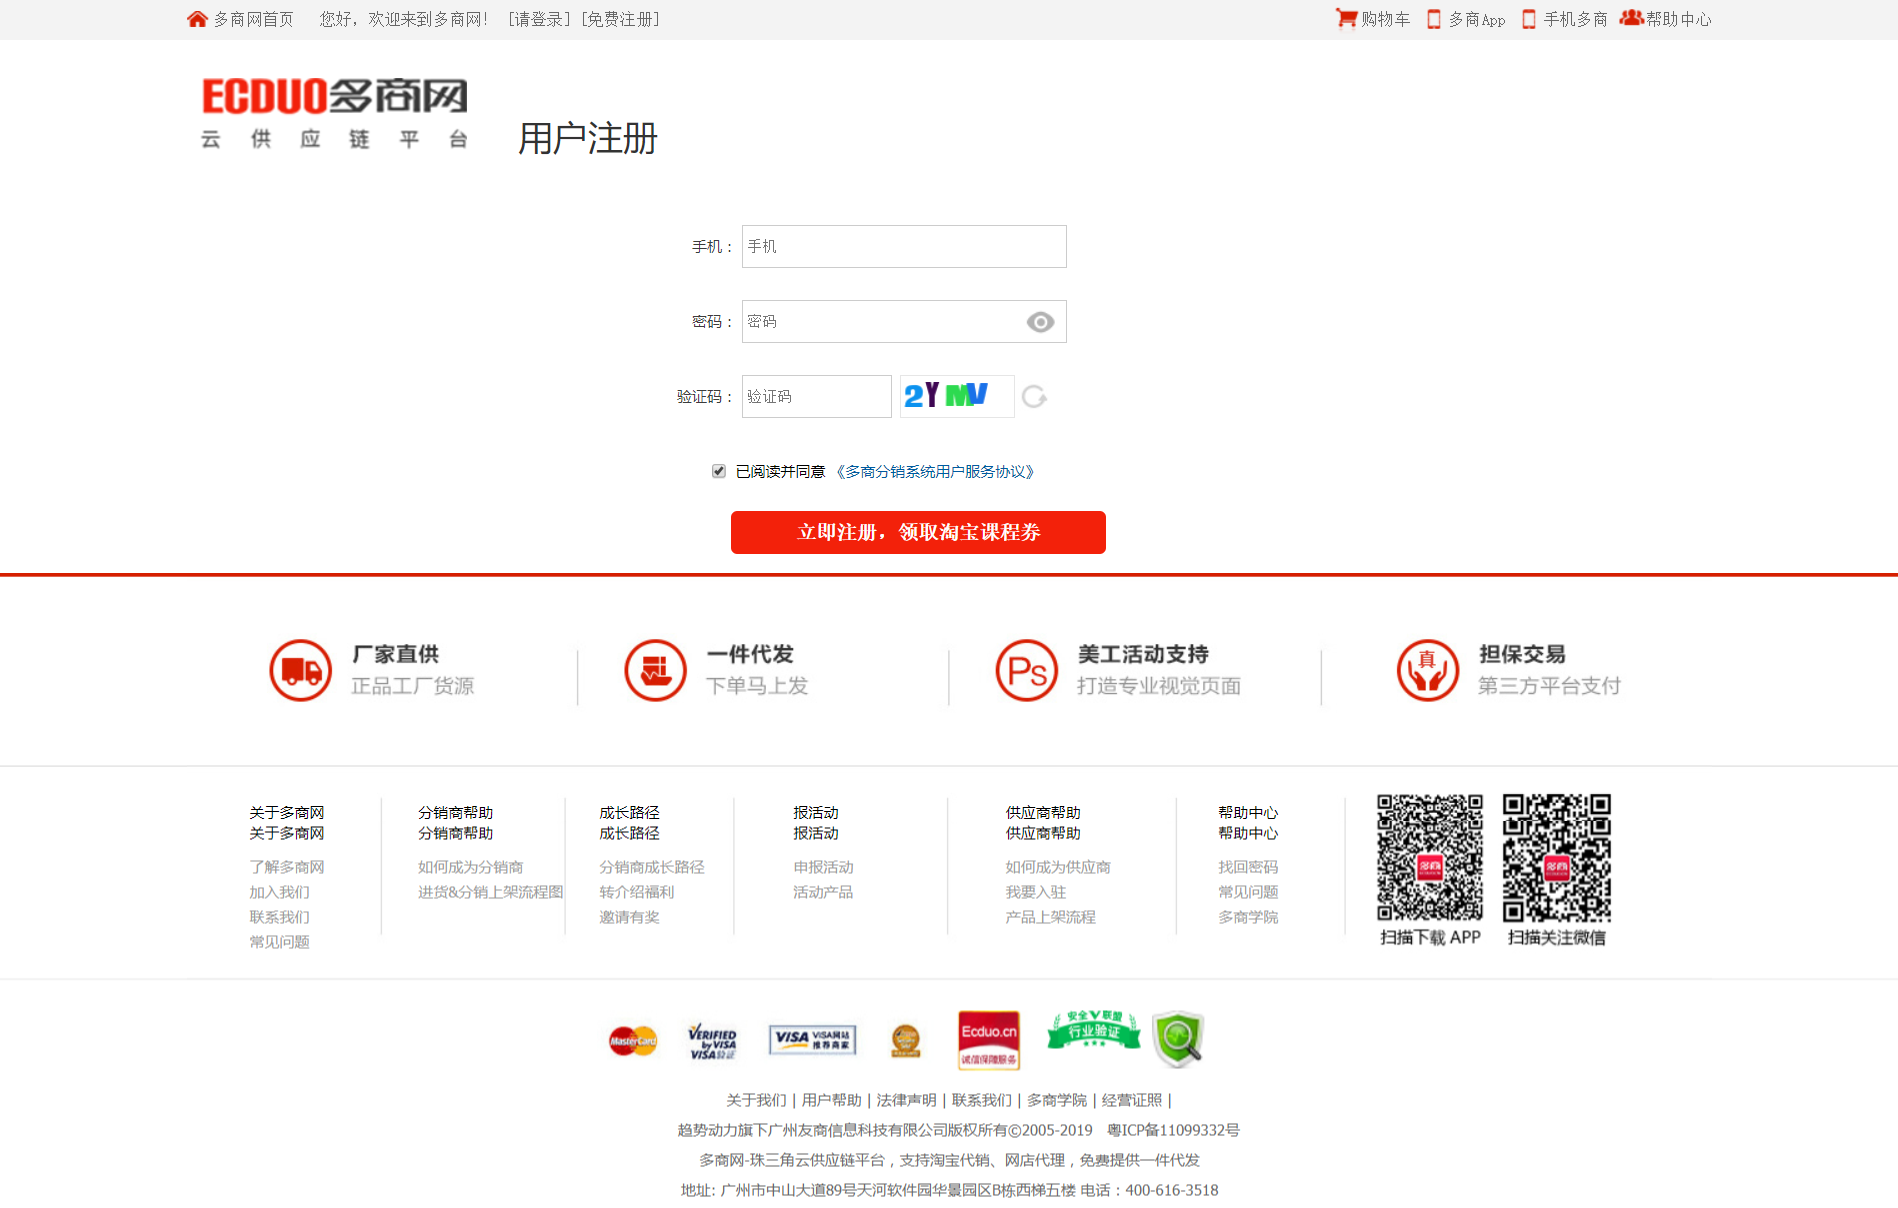 多商网首页 您好，欢迎来到多商网！ [请登录] [免费注册] 购物车 多商App 手机多商 帮助中心
ECDUO多商网
云供应链平台
用户注册
手机： 手机
密码： 密码
验证码： 验证码 2YMV
已阅读并同意 《多商分销系统用户服务协议》
立即注册，领取淘宝课程券
厂家直供 一件代发 美工活动支持 真 担保交易
正品工厂货源 下单马上发 Ps 打造专业视觉页面 第三方平台支付
关于多商网 分销商帮助 成长路径 报活动 供应商帮助 帮助中心
关于多商网 分销商帮助 成长路径 报活动 供应商帮助 帮助中心
了解多商网 如何成为分销商 分销商成长路径 申报活动 如何成为供应商 找回密码
加入我们 进货&分销上架流程图 转介绍福利 活动产品 我要入驻 常见问题
联系我们 邀请有奖 产品上架流程 多商学院
常见问题 扫描下载 APP 扫描关注微信
MasterCard VERIFIED by VISA VISA验证 VISA VISA网站推荐商家 Ecduo.cn 诚信保障服务 安全V联盟 行业验证
关于我们 | 用户帮助 | 法律声明 | 联系我们 | 多商学院 | 经营证照 |
趋势动力旗下广州友商信息科技有限公司版权所有©2005-2019 粤ICP备11099332号
多商网-珠三角云供应链平台，支持淘宝代销、网店代理，免费提供一件代发
地址: 广州市中山大道89号天河软件园华景园区B栋西梯五楼 电话：400-616-3518